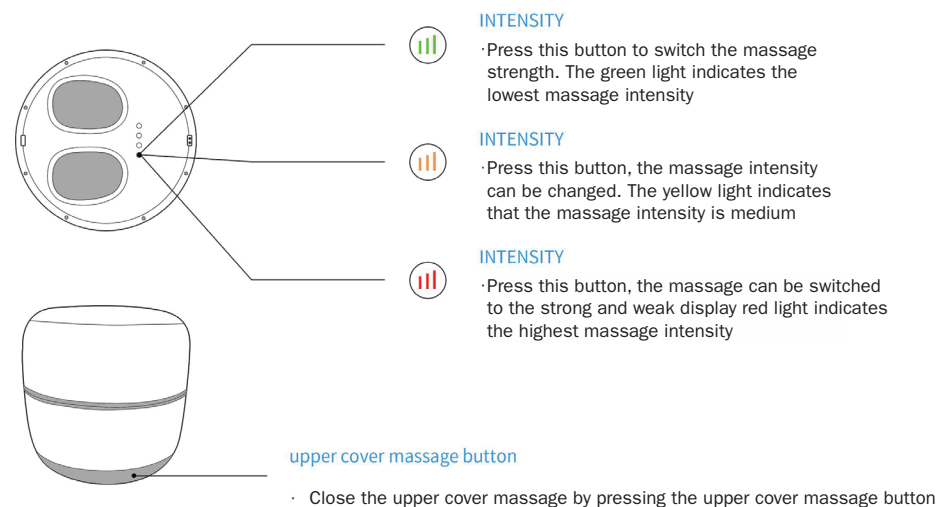 INTENSITY
·Press this button to switch the massage
strength. The green light indicates the
lowest massage intensity
INTENSITY
·Press this button, the massage intensity
can be changed. The yellow light indicates
that the massage intensity is medium
INTENSITY
·Press this button, the massage can be switched
to the strong and weak display red light indicates
the highest massage intensity
upper cover massage button
· Close the upper cover massage by pressing the upper cover massage button